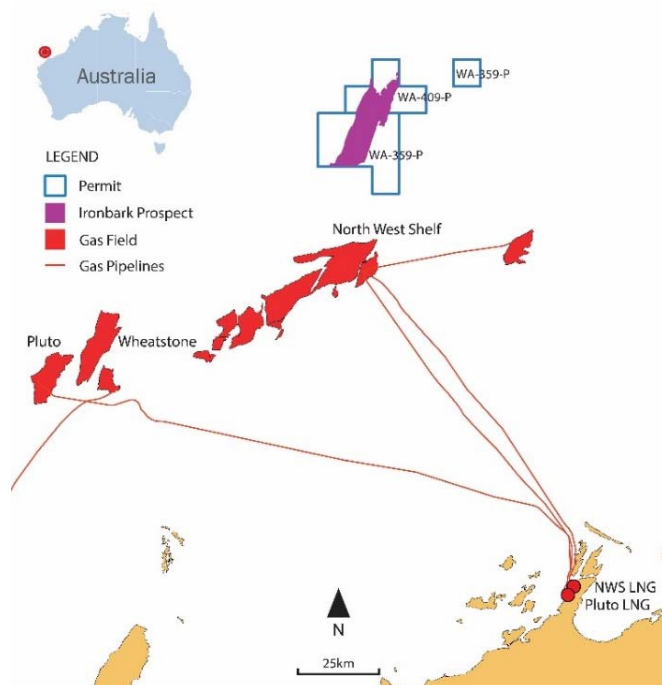 Australia
WA-359-P
WA-409-P
WA-359-P
LEGEND
Permit
Ironbark Prospect
Gas Field
Gas Pipelines
North West Shelf
Pluto
Wheatstone
NWS LNG
Pluto LNG
N
25km